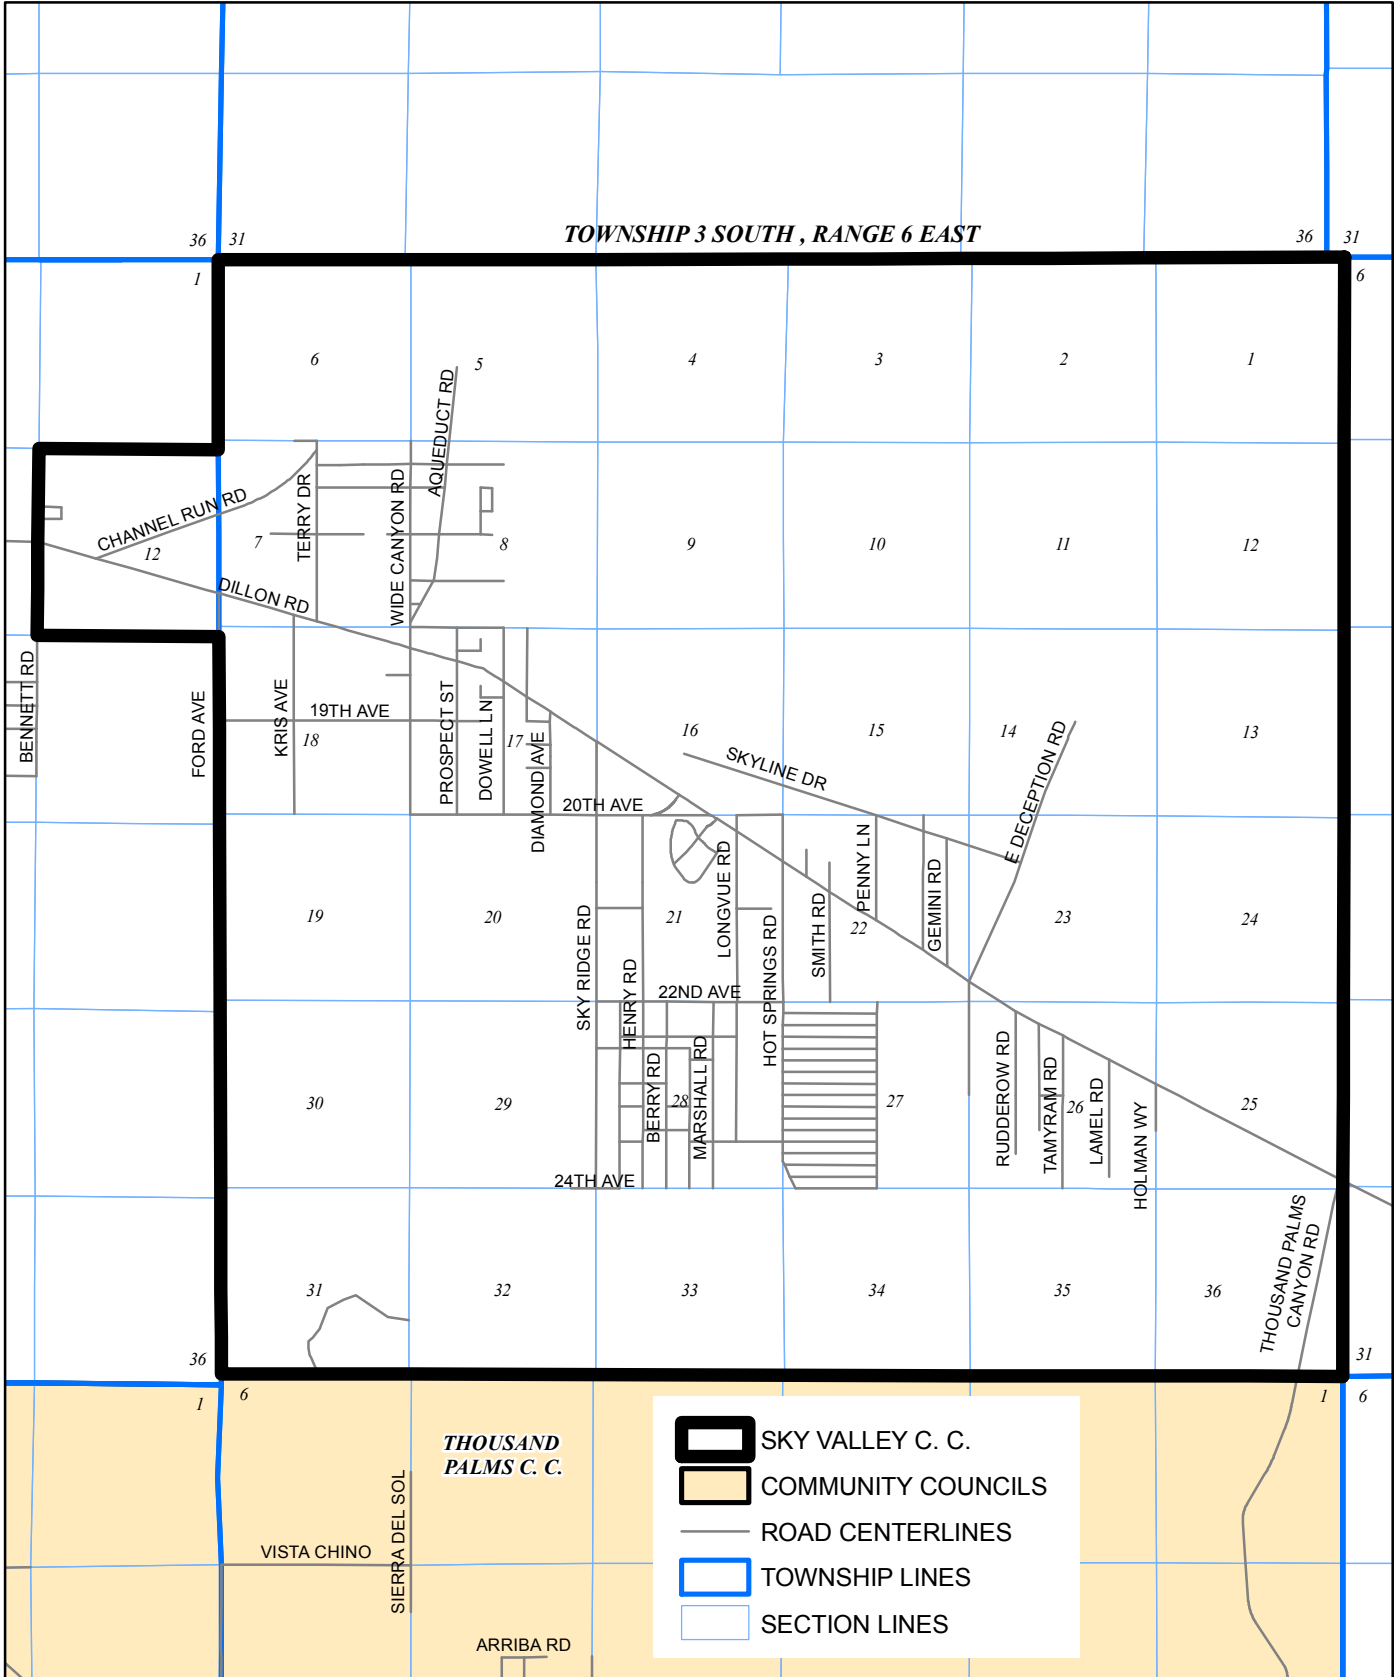 TOWNSHIP 3 SOUTH , RANGE 6 EAST
36
31
36
31
1
6
6
5
4
3
2
1
AQUEDUCT RD
CHANNEL RUN RD
TERRY DR
WIDE CANYON RD
12
7
8
9
10
11
12
DILLON RD
BENNETT RD
FORD AVE
KRIS AVE
19TH AVE
18
PROSPECT ST
DOWELL LN
17
DIAMOND AVE
16
15
14
13
SKYLINE DR
E DECEPTION RD
20TH AVE
19
20
SKY RIDGE RD
HENRY RD
21
LONGVUE RD
HOT SPRINGS RD
SMITH RD
PENNY LN
22
GEMINI RD
23
24
22ND AVE
30
29
BERRY RD
28
MARSHALL RD
27
RUDDEROW RD
TAMYRAM RD
26
LAMEL RD
HOLMAN WY
25
24TH AVE
THOUSAND PALMS
CANYON RD
31
32
33
34
35
36
36
31
1
6
1
6
THOUSAND
PALMS C. C.
SIERRA DEL SOL
VISTA CHINO
ARRIBA RD
SKY VALLEY C. C.
COMMUNITY COUNCILS
ROAD CENTERLINES
TOWNSHIP LINES
SECTION LINES